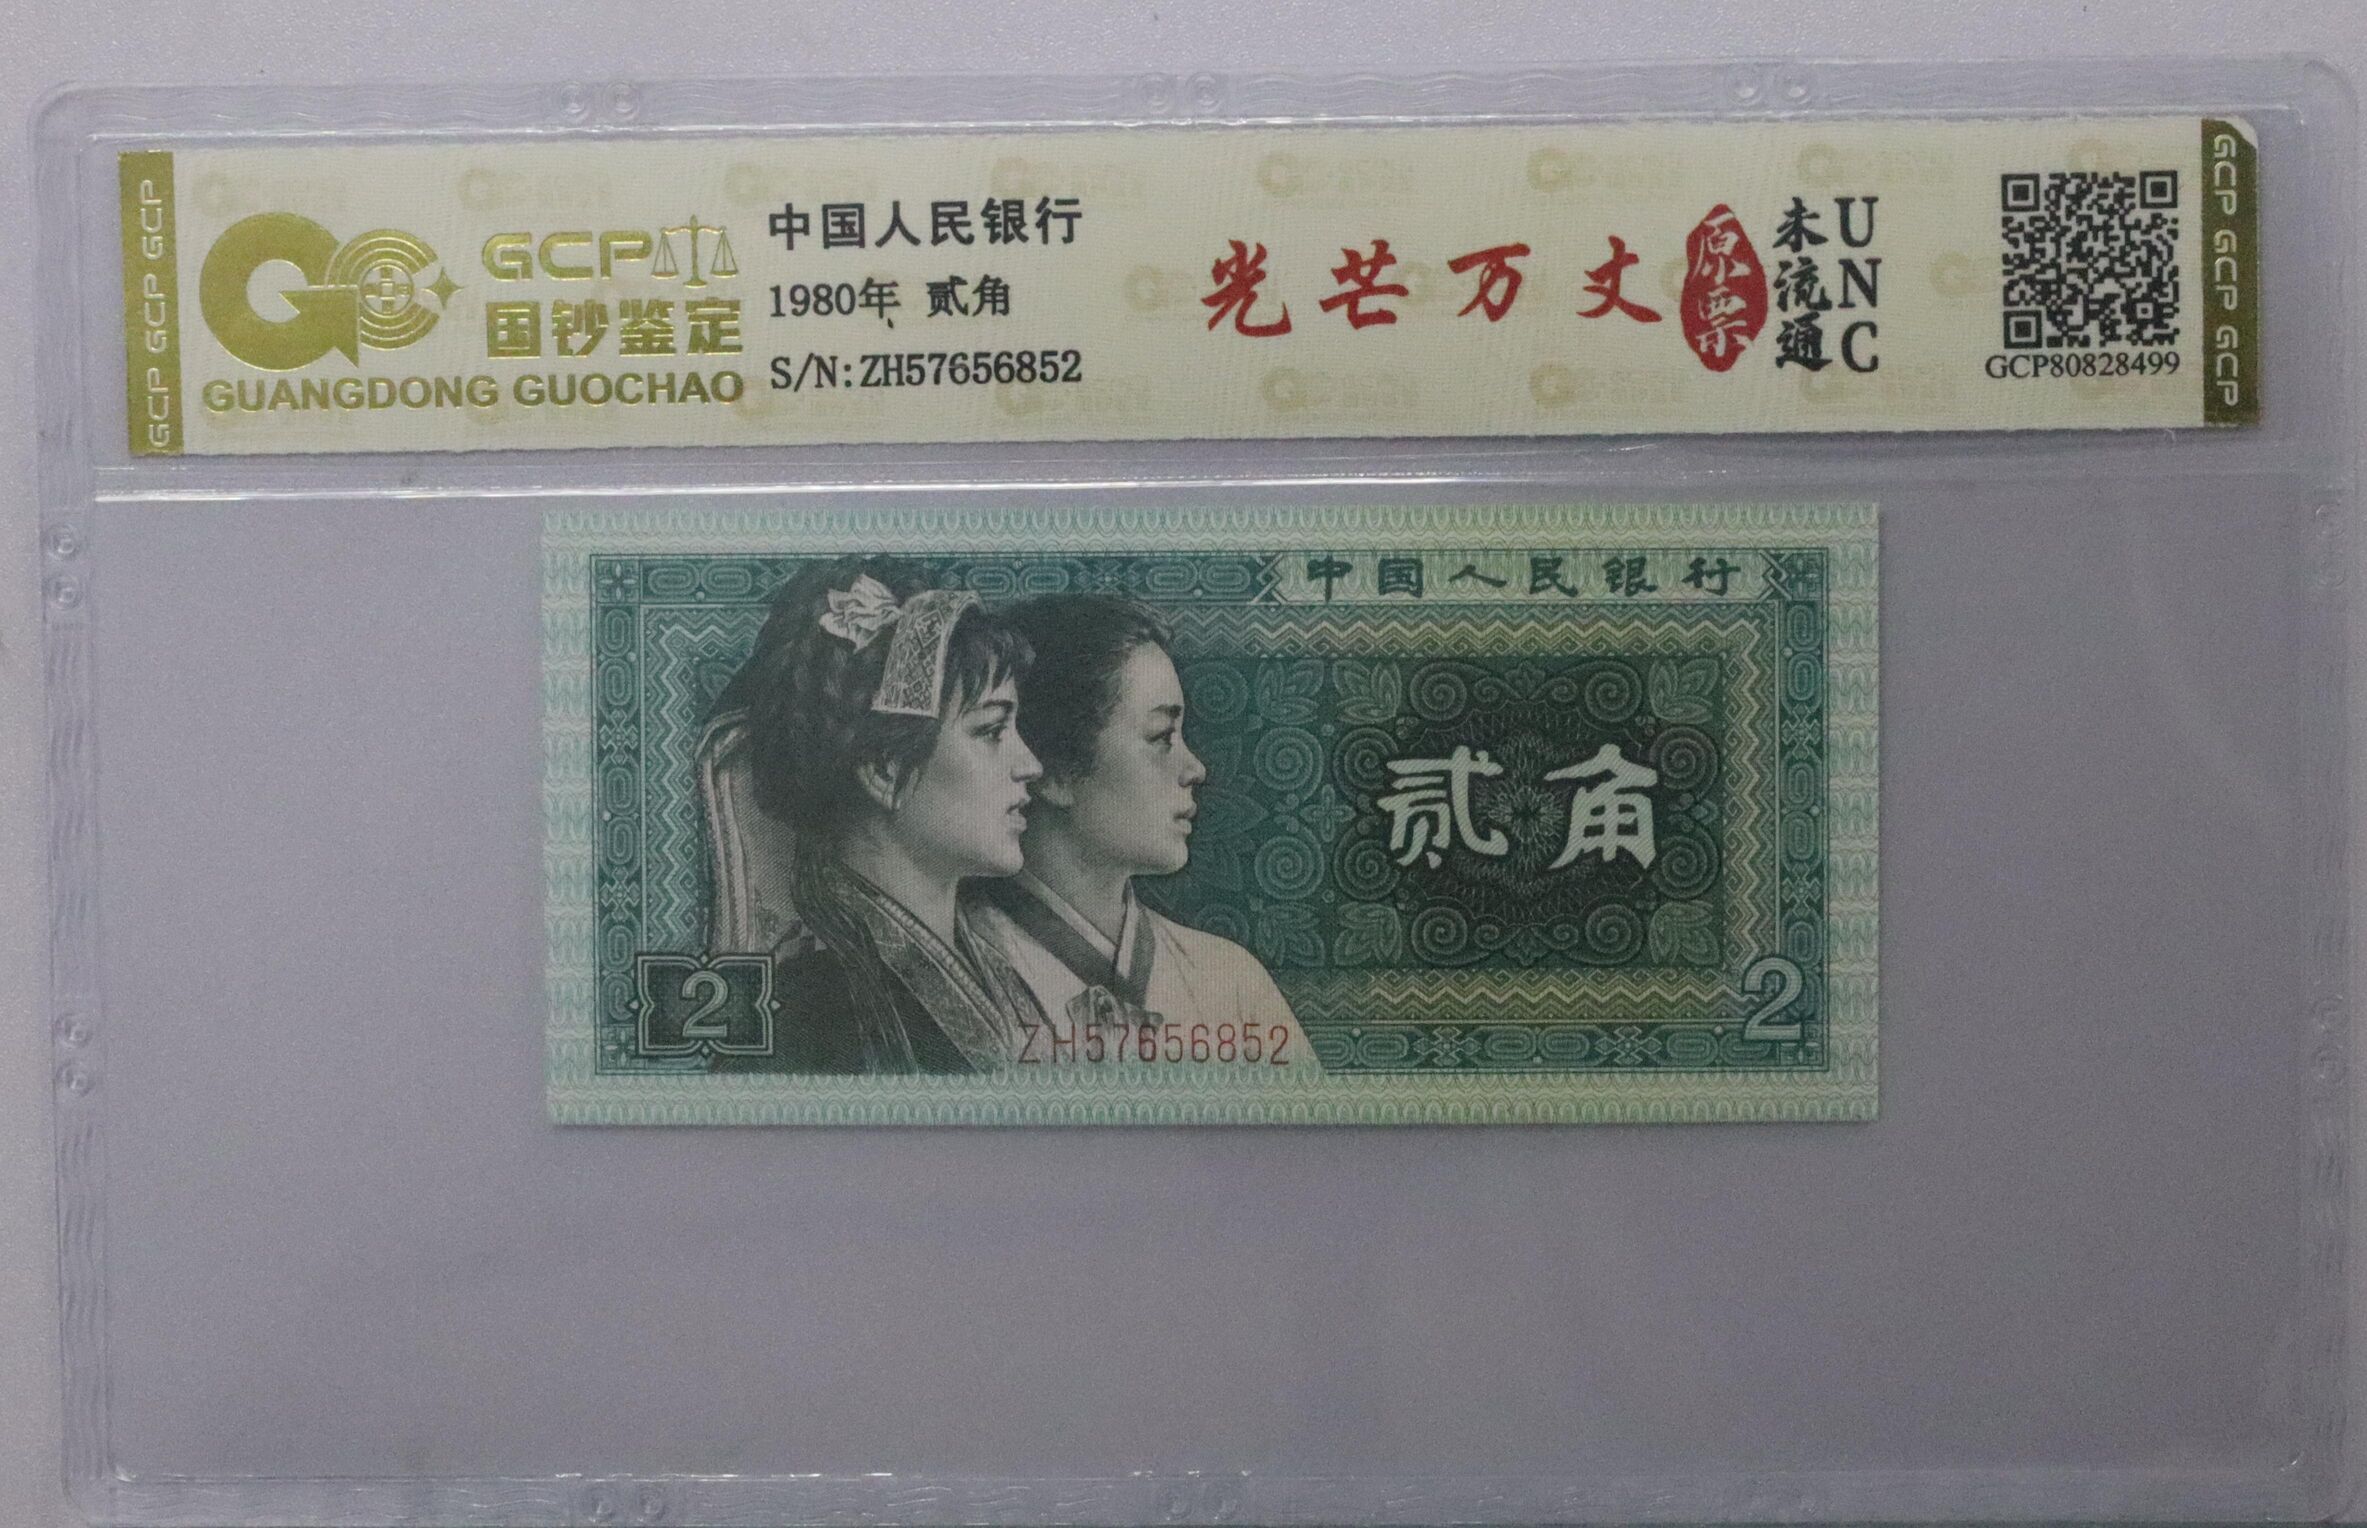 GCP GCP GCP
GCP
国钞鉴定
GUANGDONG GUOCHAO
中国人民银行
1980年 贰角
S/N:ZH57656852
光芒万丈
原票
未流通
UNC
GCP80828499
GCP GCP GCP
中国人民银行
贰角
2
2
ZH57656852